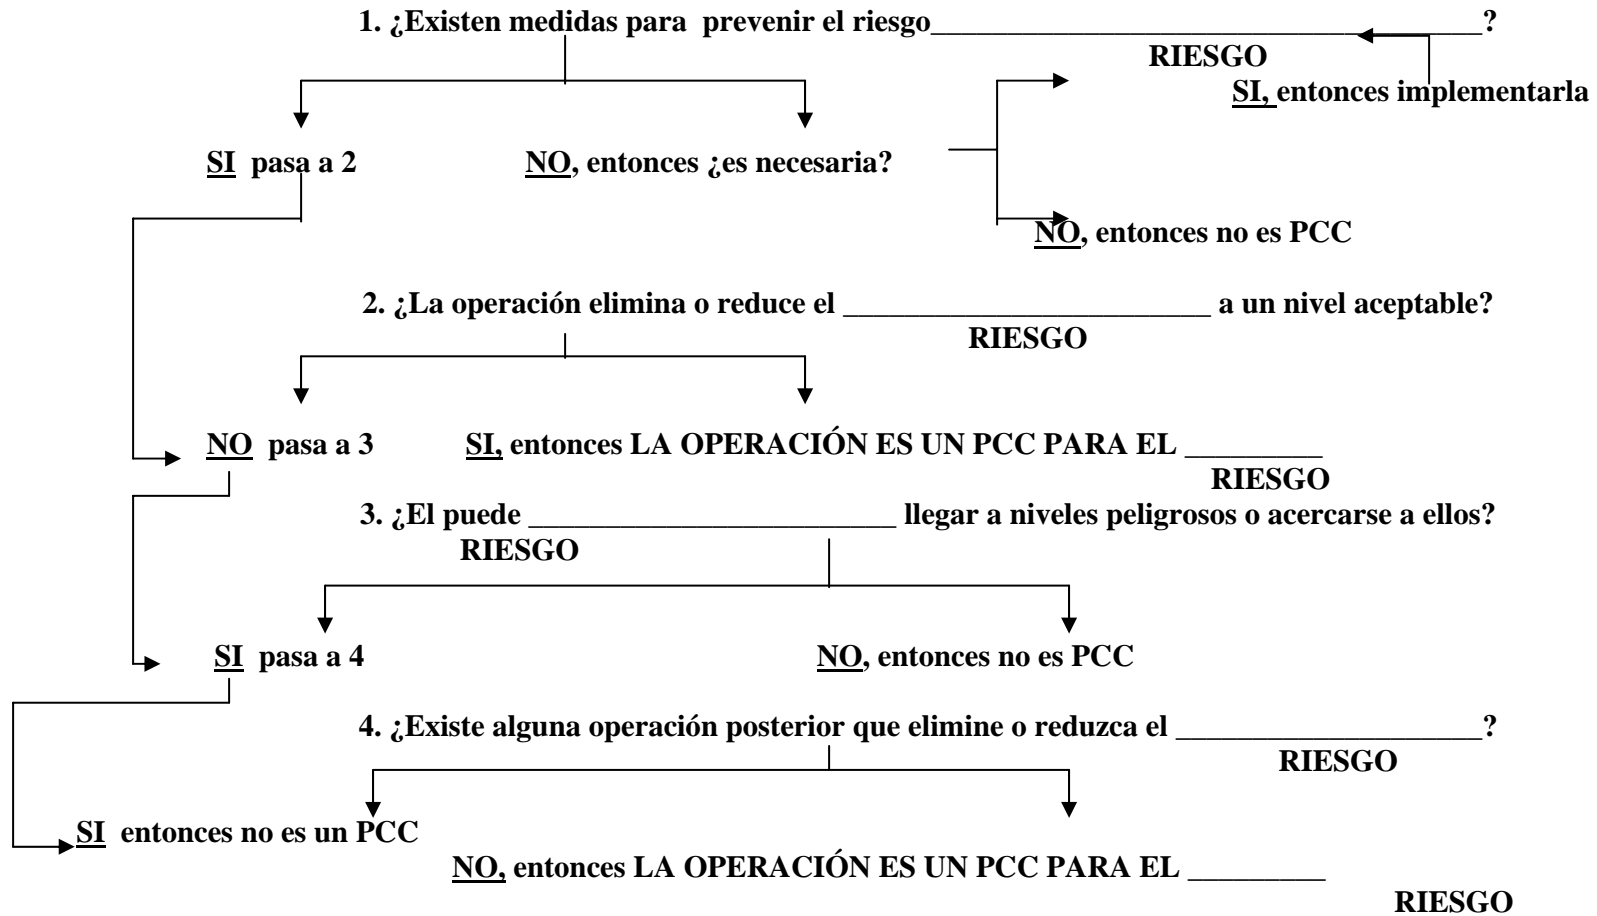 1. ¿Existen medidas para prevenir el riesgo____________________________________?
RIESGO
SI, entonces implementarla
SI pasa a 2
NO, entonces ¿es necesaria?
NO, entonces no es PCC
2. ¿La operación elimina o reduce el ________________________ a un nivel aceptable?
RIESGO
NO pasa a 3
SI, entonces LA OPERACIÓN ES UN PCC PARA EL _________
RIESGO
3. ¿El puede ________________________ llegar a niveles peligrosos o acercarse a ellos?
RIESGO
SI pasa a 4
NO, entonces no es PCC
4. ¿Existe alguna operación posterior que elimine o reduzca el ____________________?
RIESGO
SI entonces no es un PCC
NO, entonces LA OPERACIÓN ES UN PCC PARA EL _________
RIESGO